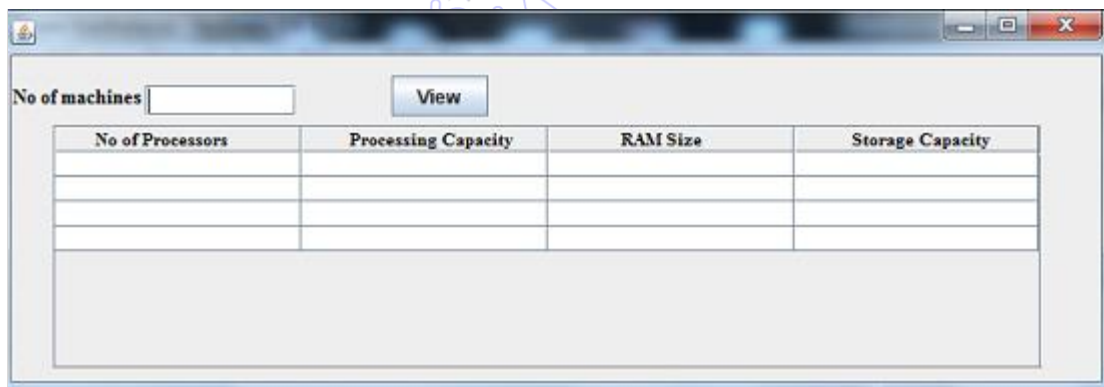 No of machines View
No of Processors Processing Capacity RAM Size Storage Capacity